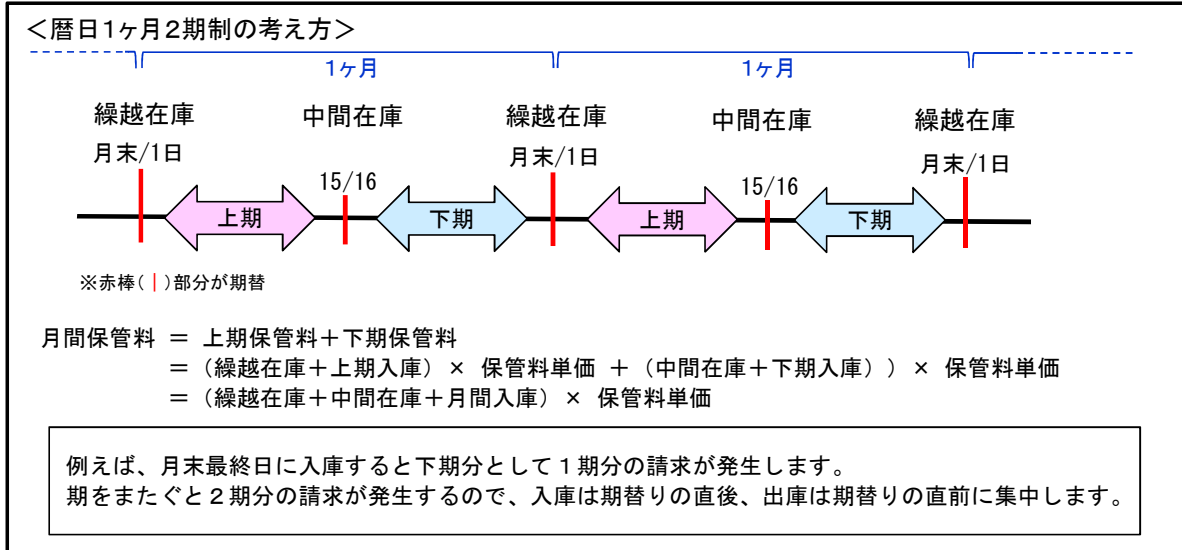 ＜暦日１ヶ月２期制の考え方＞
１ヶ月
１ヶ月
繰越在庫
中間在庫
繰越在庫
中間在庫
繰越在庫
月末/1日
15/16
月末/1日
15/16
月末/1日
上期
下期
上期
下期
※赤棒(｜)部分が期替
月間保管料 ＝ 上期保管料＋下期保管料
＝（繰越在庫＋上期入庫）× 保管料単価 ＋（中間在庫＋下期入庫））× 保管料単価
＝（繰越在庫＋中間在庫＋月間入庫）× 保管料単価
例えば、月末最終日に入庫すると下期分として１期分の請求が発生します。
期をまたぐと２期分の請求が発生するので、入庫は期替りの直後、出庫は期替りの直前に集中します。